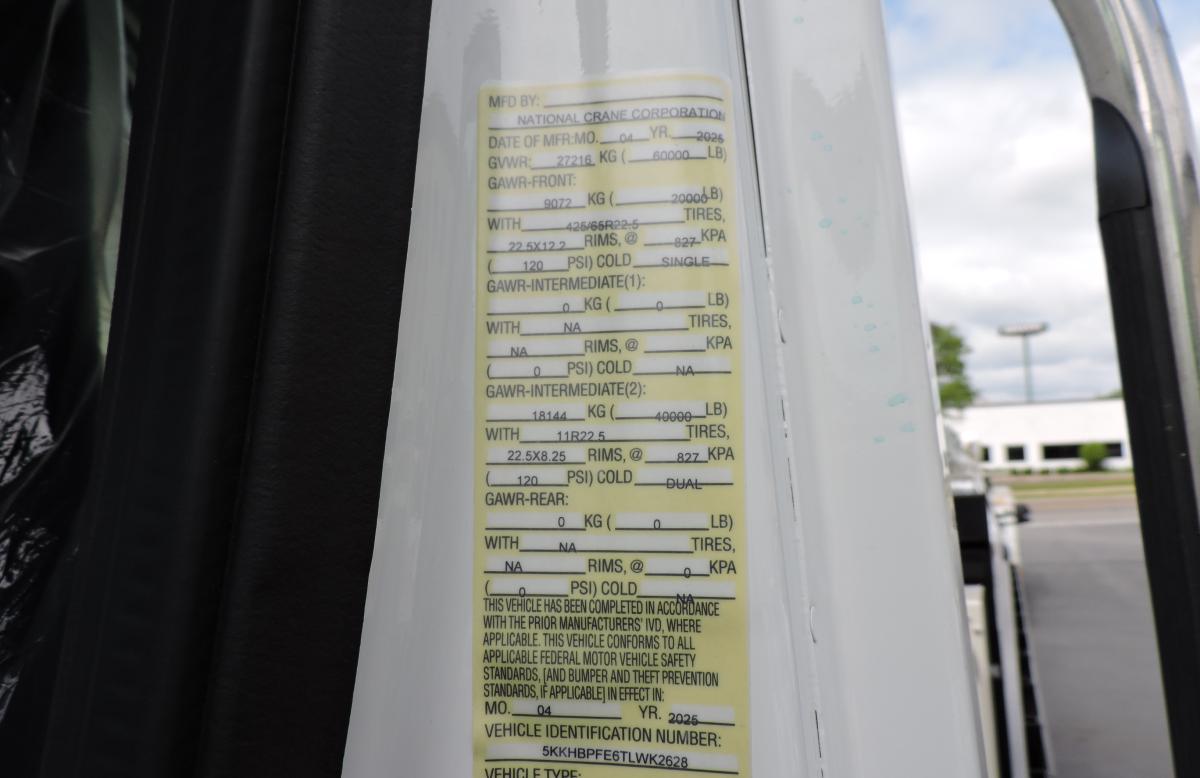 MFD BY:
NATIONAL CRANE CORPORATION
DATE OF MFR:MO. 04 YR. 2025
GVWR: 27216 KG ( 60000 LB)
GAWR-FRONT:
9072 KG ( 20000 LB)
WITH 425/65R22.5 TIRES,
22.5X12.2 RIMS, @ 827 KPA
( 120 PSI) COLD SINGLE
GAWR-INTERMEDIATE(1):
0 KG ( 0 LB)
WITH NA TIRES,
NA RIMS, @ KPA
( 0 PSI) COLD NA
GAWR-INTERMEDIATE(2):
18144 KG ( 40000 LB)
WITH 11R22.5 TIRES,
22.5X8.25 RIMS, @ 827 KPA
( 120 PSI) COLD DUAL
GAWR-REAR:
0 KG ( 0 LB)
WITH NA TIRES,
NA RIMS, @ 0 KPA
( 0 PSI) COLD NA
THIS VEHICLE HAS BEEN COMPLETED IN ACCORDANCE
WITH THE PRIOR MANUFACTURERS' IVD, WHERE
APPLICABLE. THIS VEHICLE CONFORMS TO ALL
APPLICABLE FEDERAL MOTOR VEHICLE SAFETY
STANDARDS, [AND BUMPER AND THEFT PREVENTION
STANDARDS, IF APPLICABLE] IN EFFECT IN:
MO. 04 YR. 2025
VEHICLE IDENTIFICATION NUMBER:
5KKHBPFE6TLWK2628
VEHICLE TYPE: